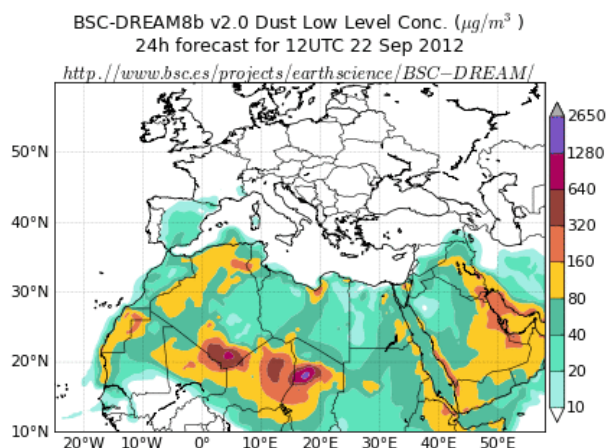 BSC-DREAM8b v2.0 Dust Low Level Conc. (μg/m³ )
24h forecast for 12UTC 22 Sep 2012
http.//www.bsc.es/projects/earthscience/BSC−DREAM/
2650
1280
640
320
160
80
40
20
10
50°N
40°N
30°N
20°N
10°N
20°W 10°W 0° 10°E 20°E 30°E 40°E 50°E